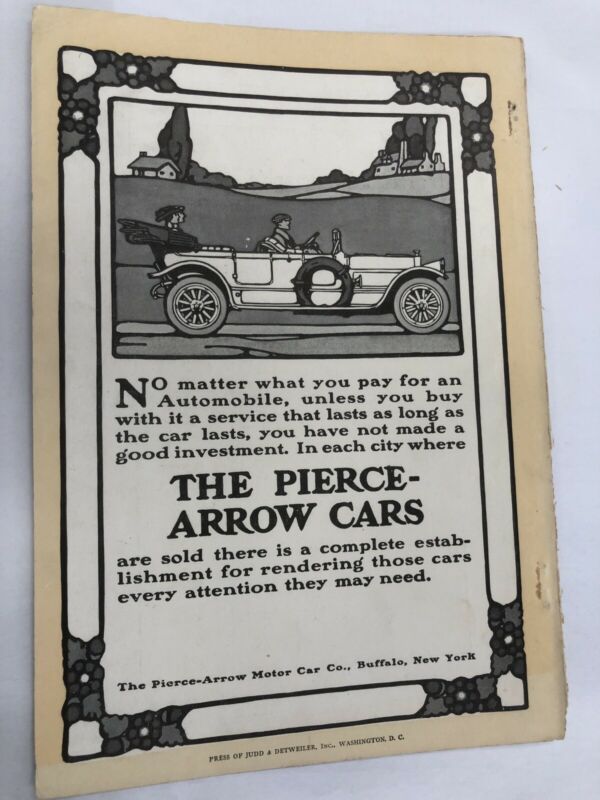 No matter what you pay for an
Automobile, unless you buy
with it a service that lasts as long as
the car lasts, you have not made a
good investment. In each city where
THE PIERCE-
ARROW CARS
are sold there is a complete estab-
lishment for rendering those cars
every attention they may need.
The Pierce-Arrow Motor Car Co., Buffalo, New York
PRESS OF JUDD & DETWEILER, INC., WASHINGTON, D. C.